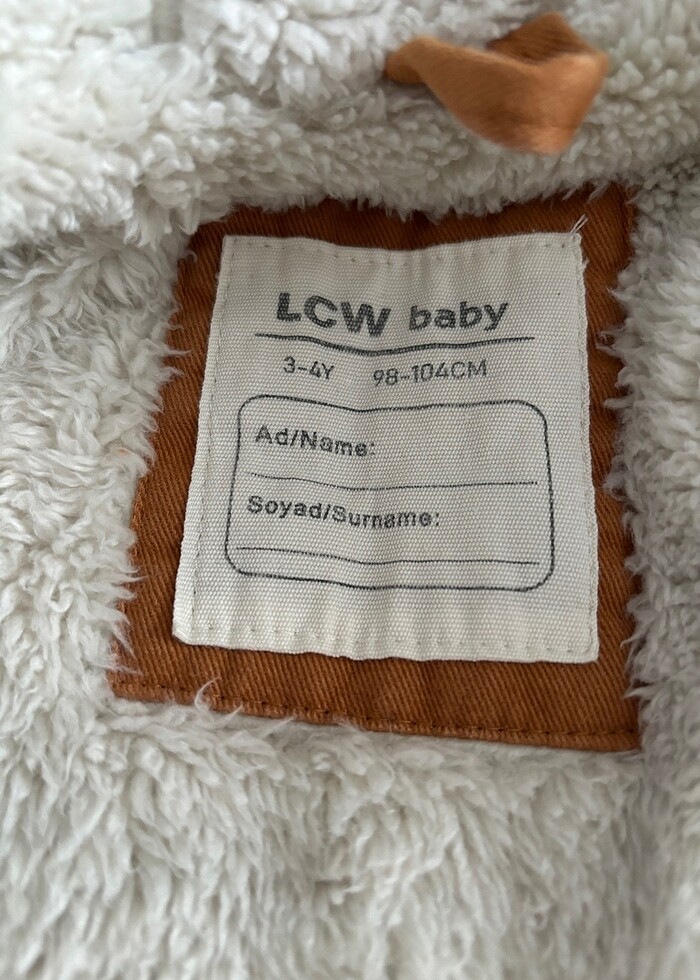 LCW baby
3-4Y 98-104CM
Ad/Name:
Soyad/Surname: